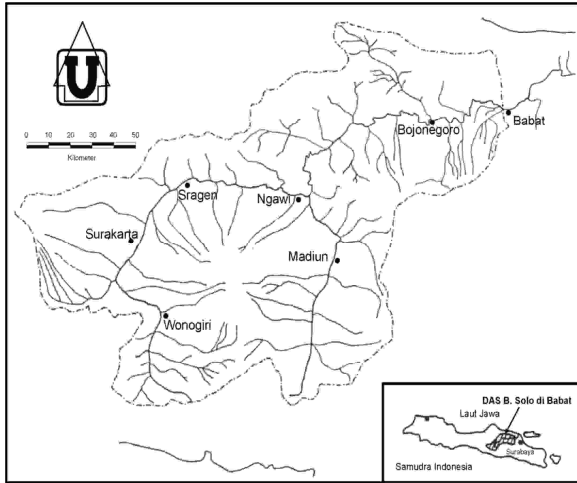 U
0 10 20 30 40 50
Kilometer
Babat
Bojonegoro
Sragen
Ngawi
Surakarta
Madiun
Wonogiri
DAS B. Solo di Babat
Laut Jawa
Surabaya
Samudra Indonesia